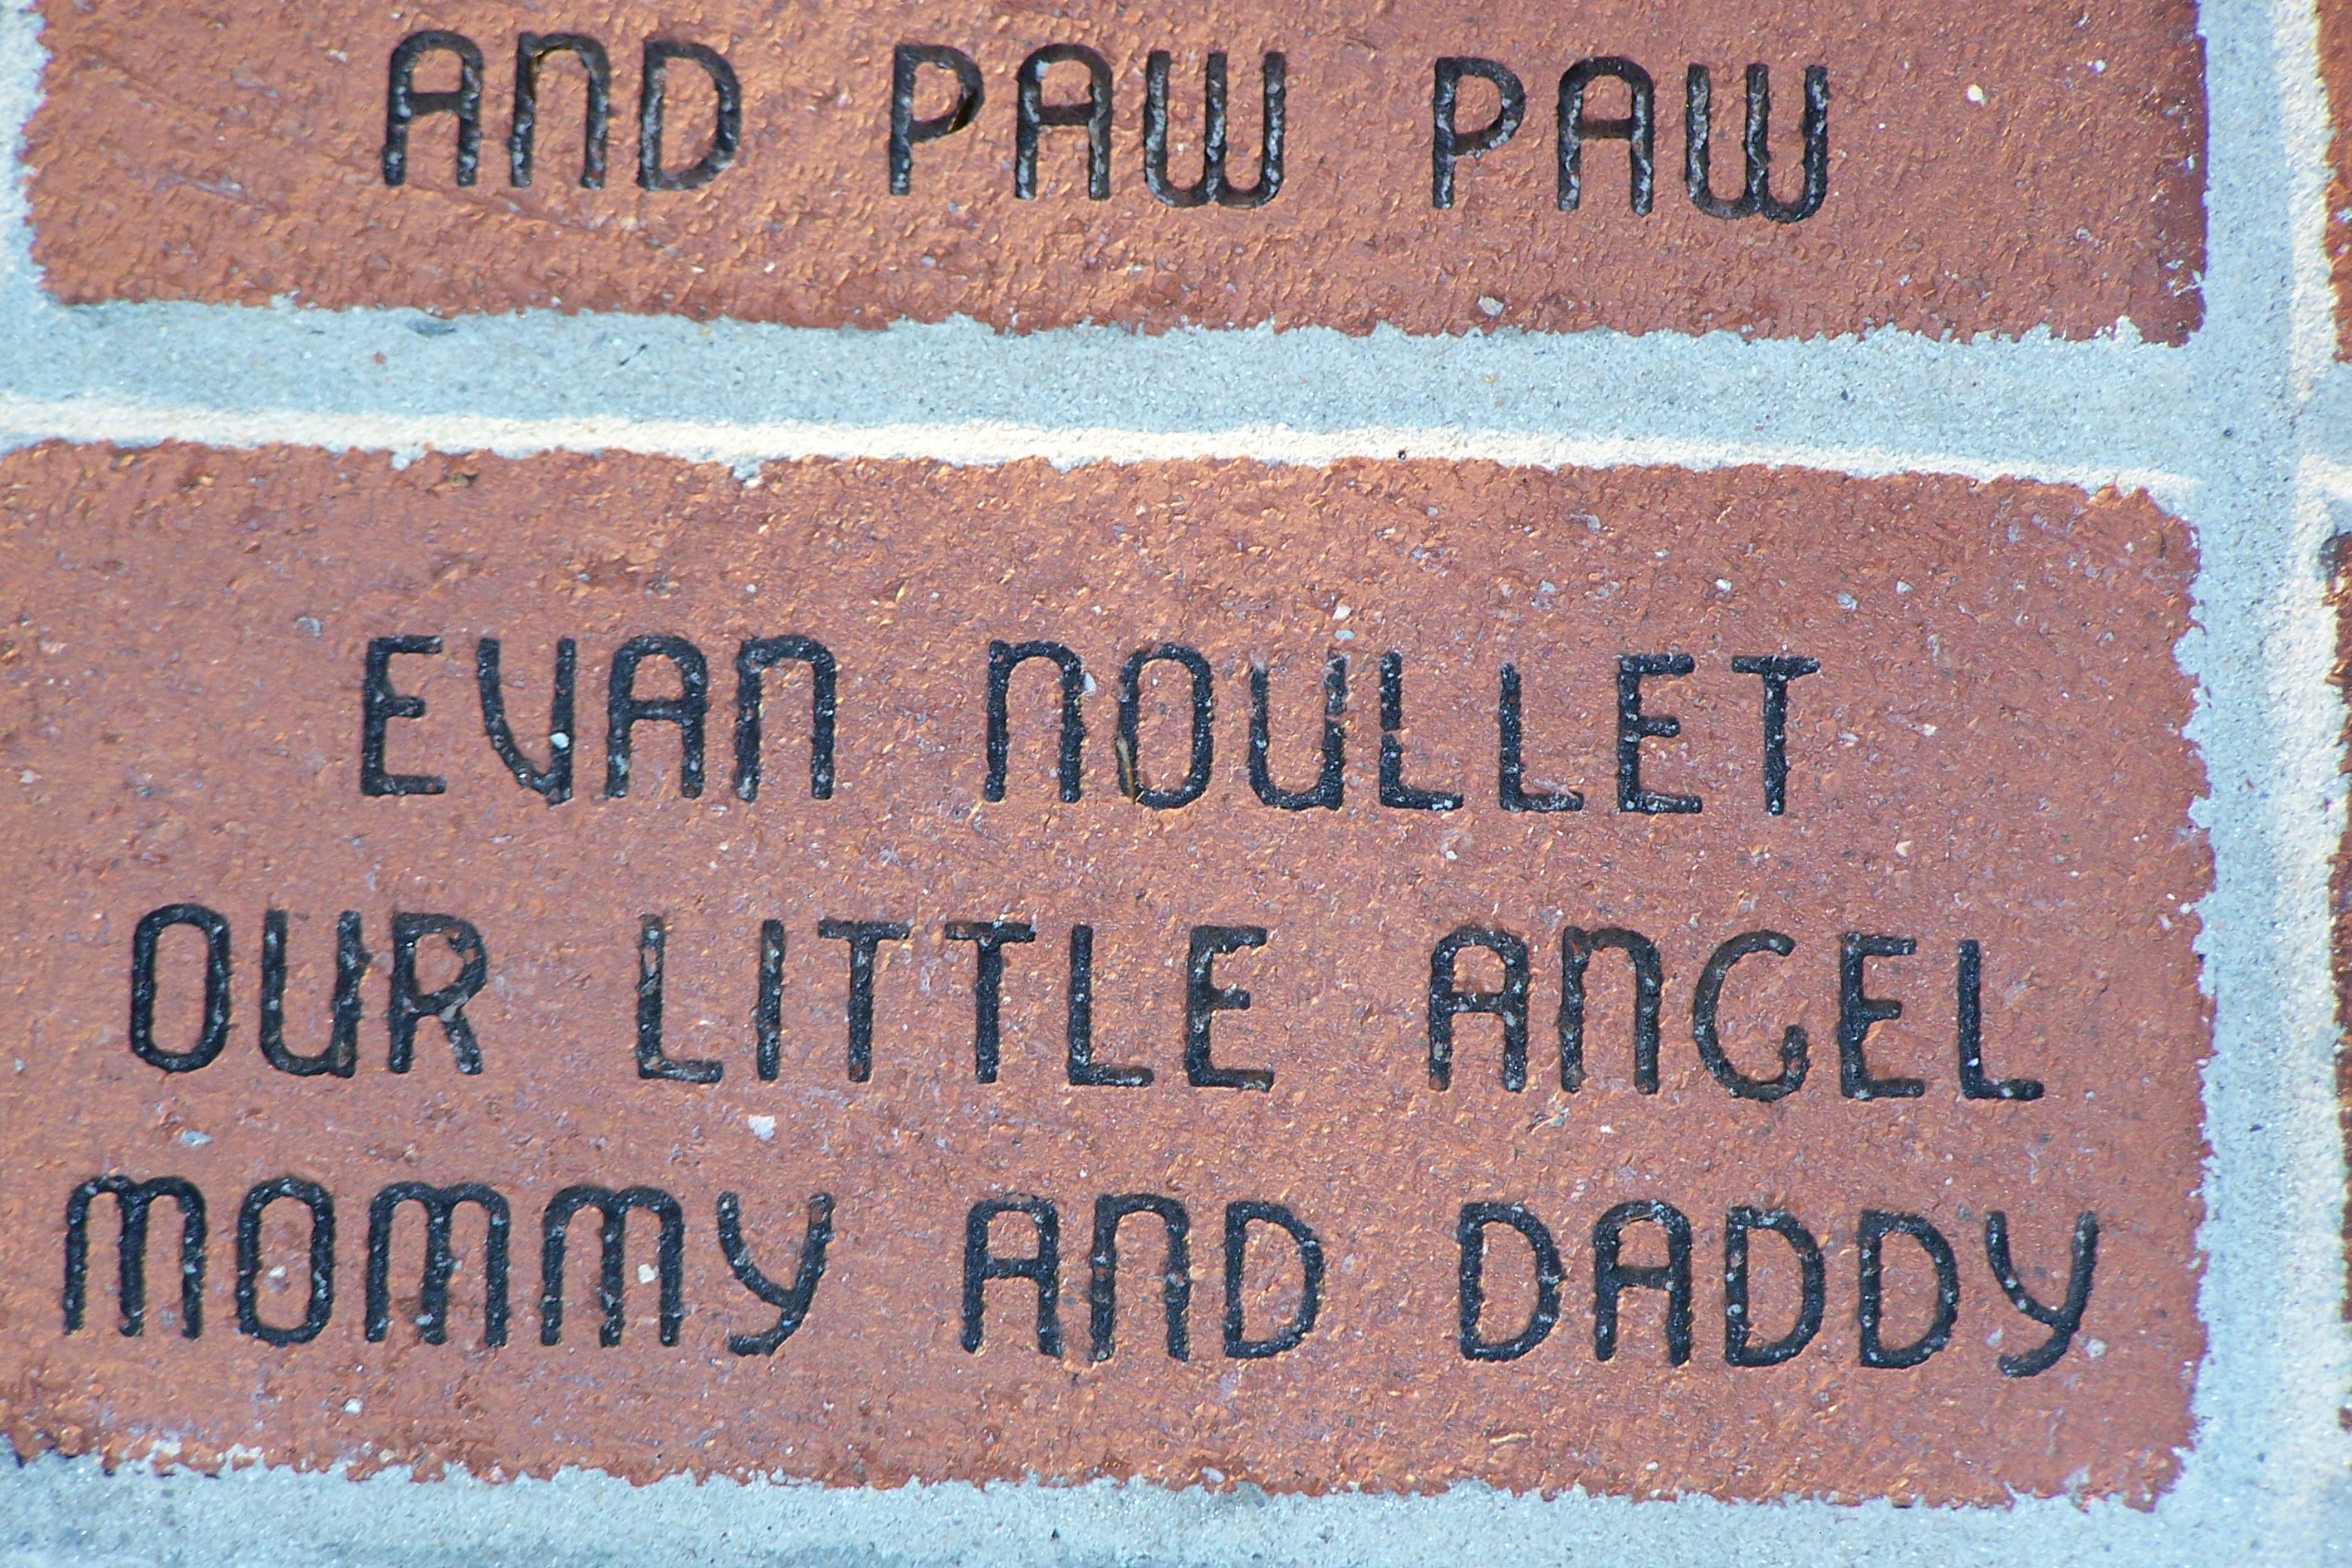 AND PAW PAW
EVAN NOULLET
OUR LITTLE ANGEL
MOMMY AND DADDY